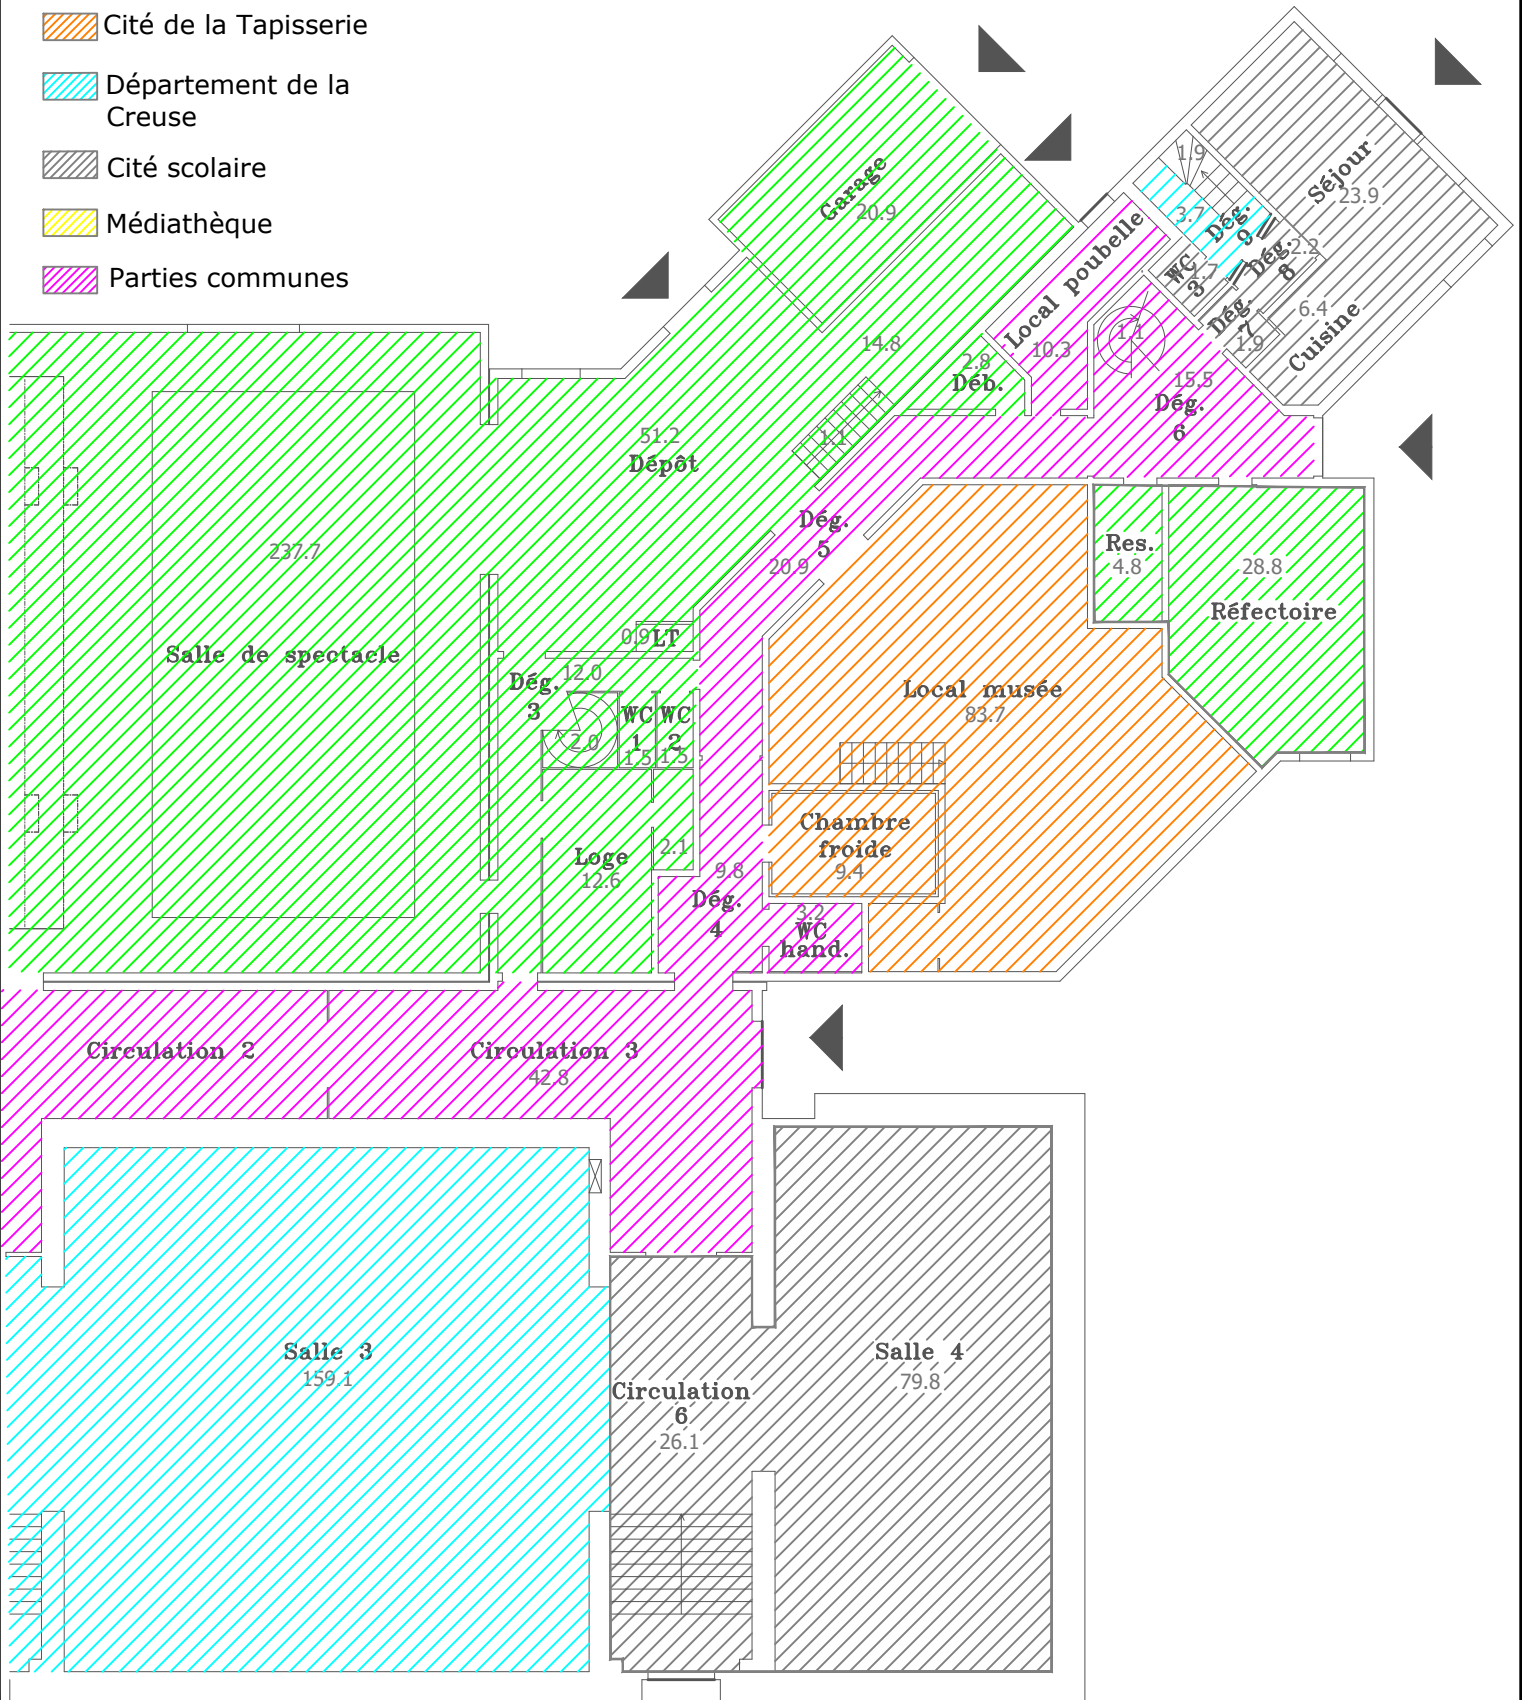 Cité de la Tapisserie
Département de la
Creuse
Cité scolaire
Médiathèque
Parties communes
Garage
20.9
14.8
2.8
Déb.
1.1
51.2
Dépôt
237.7
Salle de spectacle
Local poubelle
10.3
1.1
15.5
Dég.
6
1.9
3.7
Dég.
9
Séjour
23.9
2.2
Dég.
8
WC
3
1.7
Dég.
7
1.9
6.4
Cuisine
Dég.
5
20.9
Res.
4.8
28.8
Réfectoire
0.9
LT
12.0
Dég.
3
2.0
WC
1
1.5
WC
2
1.5
Local musée
83.7
Loge
12.6
2.1
9.8
Dég.
4
Chambre
froide
9.4
3.2
WC
hand.
Circulation 2
Circulation 3
42.8
Salle 3
159.1
Circulation
6
26.1
Salle 4
79.8